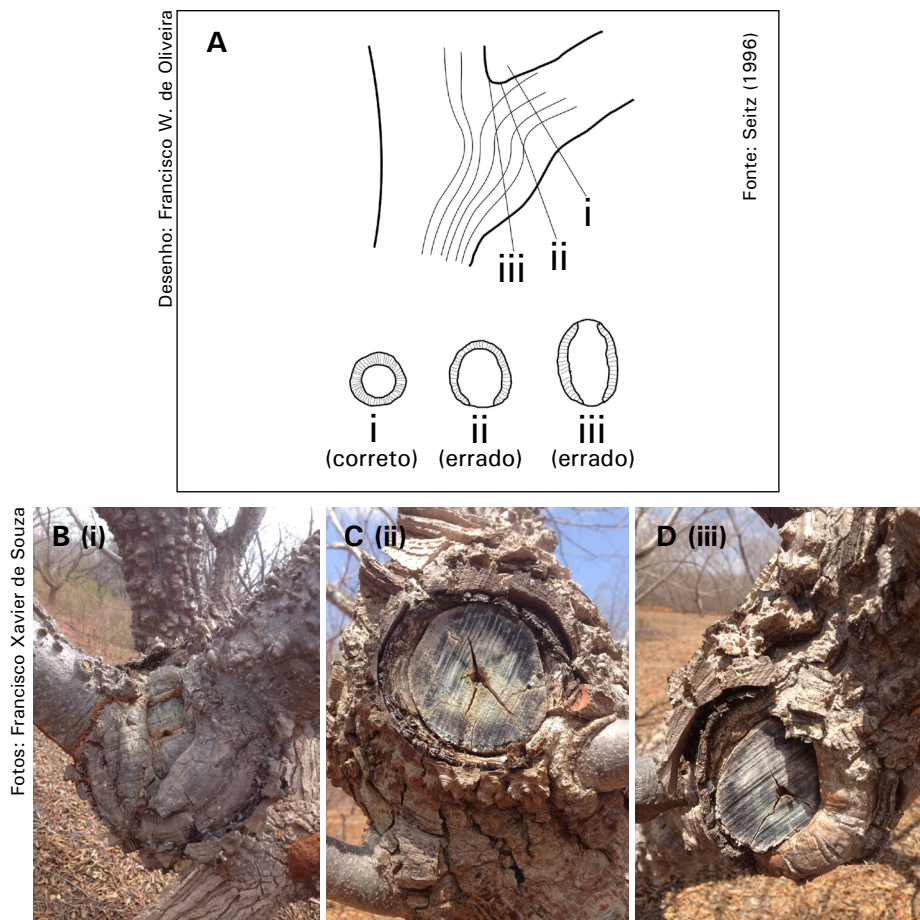 Desenho: Francisco W. de Oliveira
A
Fonte: Seitz (1996)
i
ii
iii
i
(correto)
ii
(errado)
iii
(errado)
Fotos: Francisco Xavier de Souza
B (i)
C (ii)
D (iii)